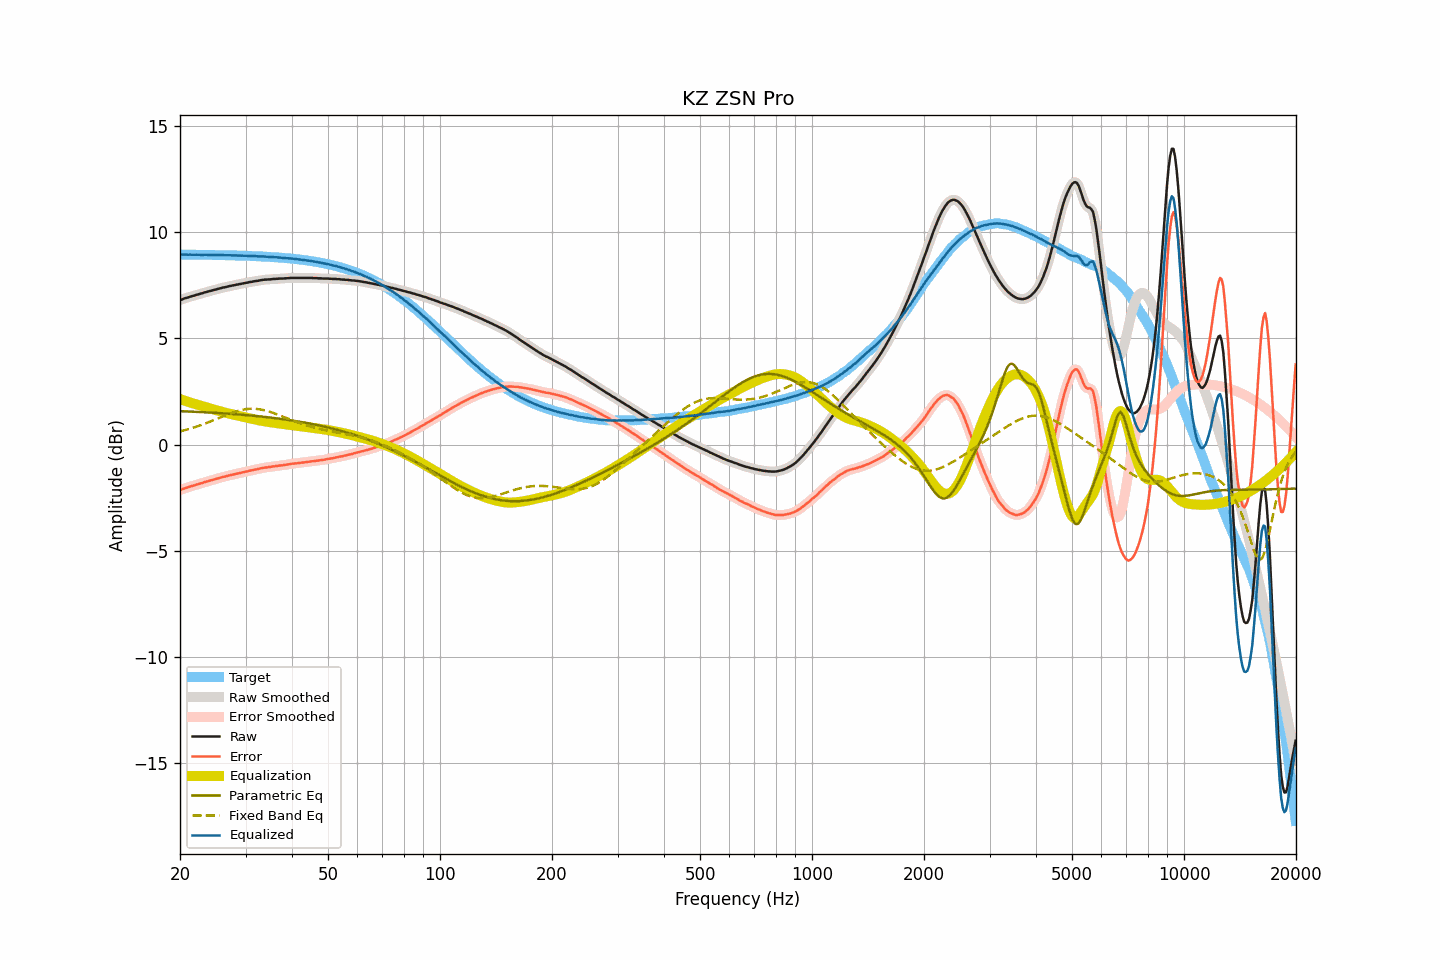 KZ ZSN Pro
15
10
5
0
−5
−10
−15
Amplitude (dBr)
Target
Raw Smoothed
Error Smoothed
Raw
Error
Equalization
Parametric Eq
Fixed Band Eq
Equalized
20 50 100 200 500 1000 2000 5000 10000 20000
Frequency (Hz)